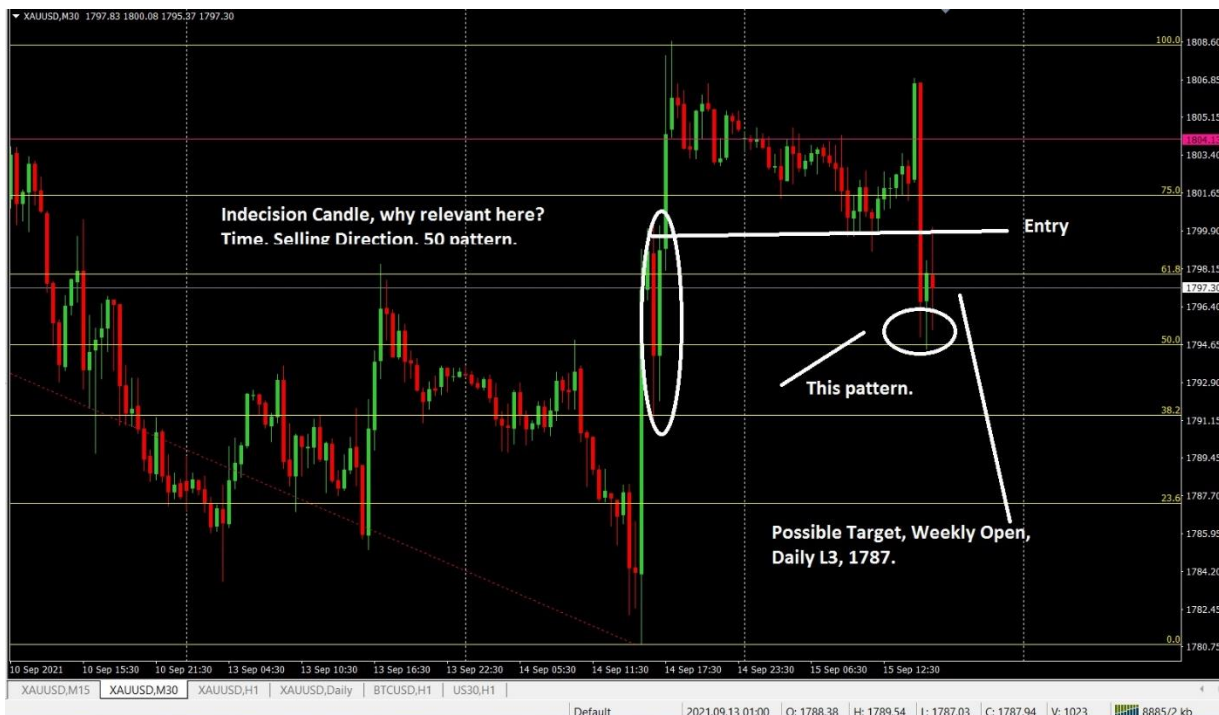 XAUUSD,M30 1797.83 1800.08 1795.37 1797.30
100.0
1808.60
1806.85
1805.15
1804.13
1803.40
75.0
1801.65
Indecision Candle, why relevant here?
Time. Selling Direction. 50 pattern.
Entry
1799.90
61.8
1798.15
1797.30
1796.40
50.0
1794.65
This pattern.
1792.90
38.2
1791.15
1789.45
23.6
1787.70
Possible Target, Weekly Open,
Daily L3, 1787.
1785.95
1784.20
1782.45
0.0
1780.75
10 Sep 2021 10 Sep 15:30 10 Sep 21:30 13 Sep 04:30 13 Sep 10:30 13 Sep 16:30 13 Sep 22:30 14 Sep 05:30 14 Sep 11:30 14 Sep 17:30 14 Sep 23:30 15 Sep 06:30 15 Sep 12:30
XAUUSD,M15 XAUUSD,M30 XAUUSD,H1 XAUUSD,Daily BTCUSD,H1 US30,H1
Default 2021.09.13 01:00 O: 1788.38 H: 1789.54 L: 1787.03 C: 1787.94 V: 1023 8885/2 kb